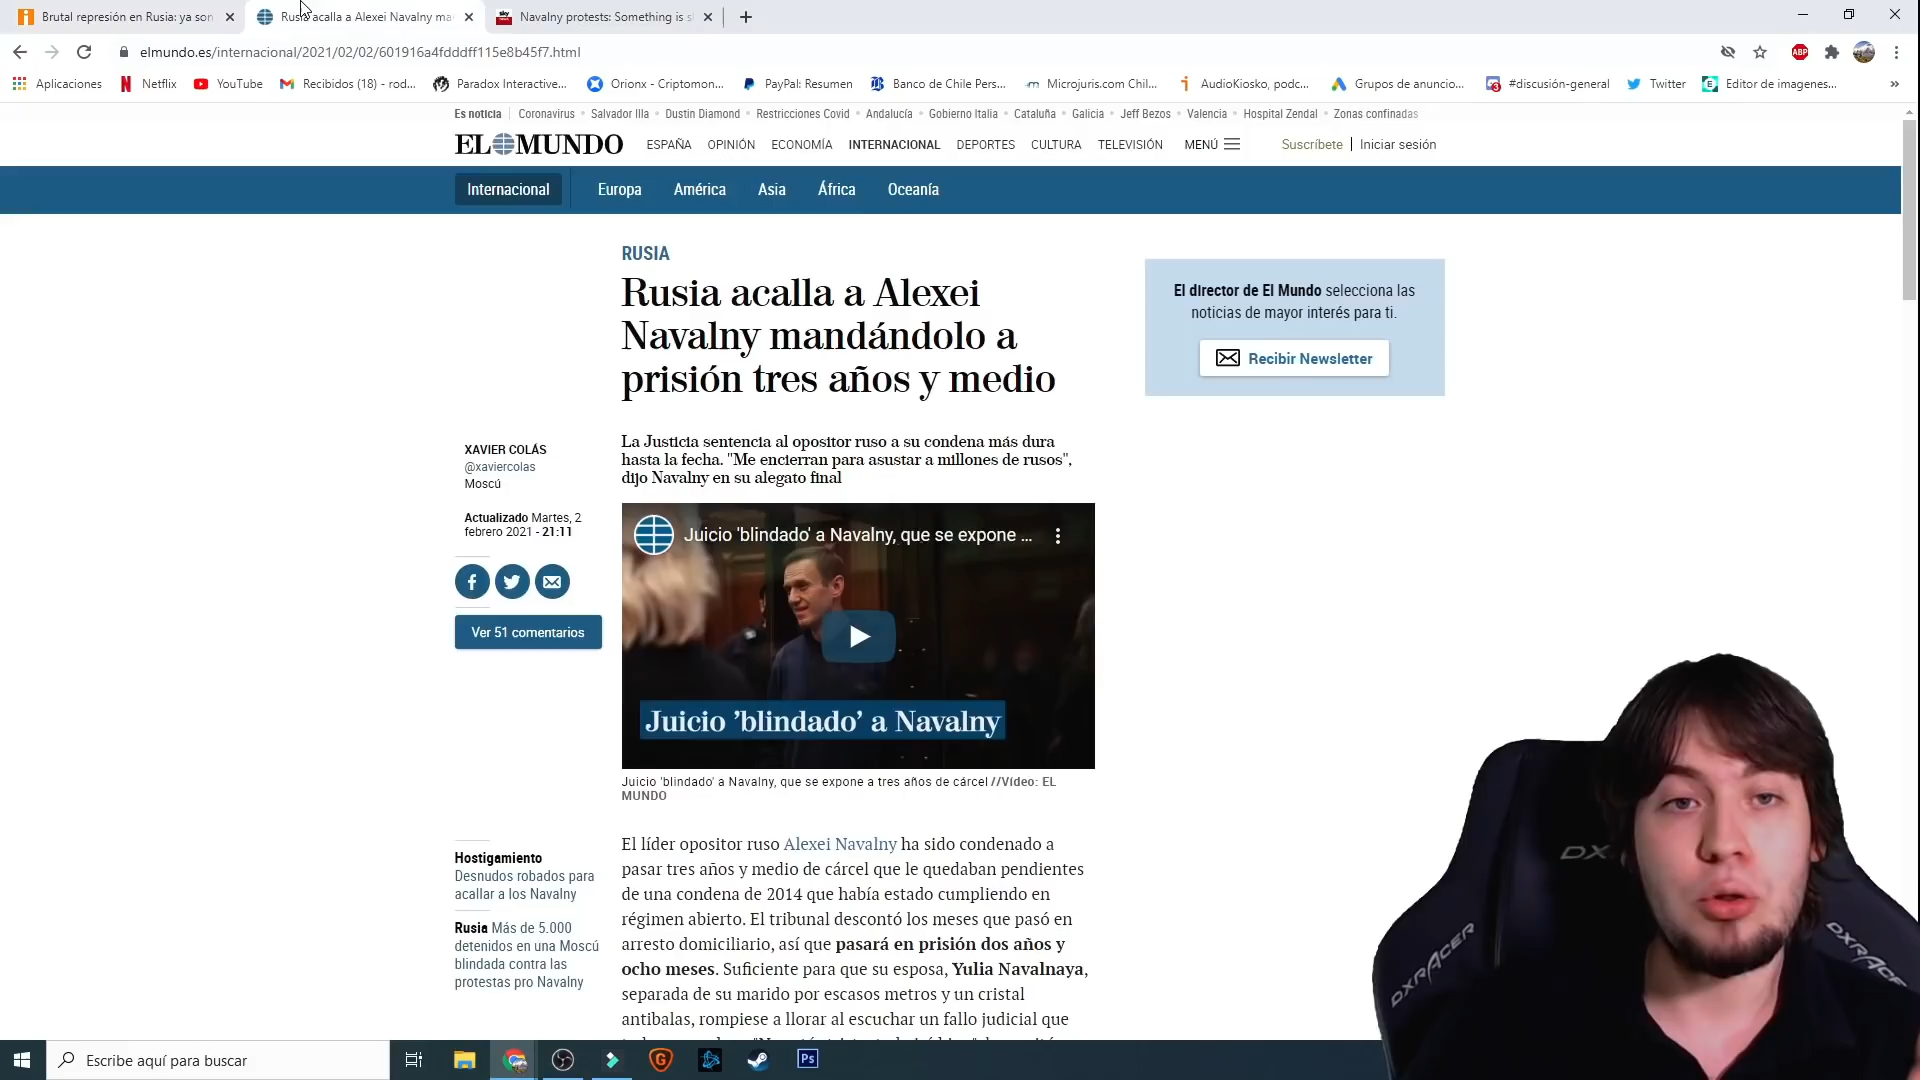 Brutal represión en Rusia: ya son
Rusia acalla a Alexei Navalny ma
Navalny protests: Something is s
elmundo.es/internacional/2021/02/02/601916a4fdddff115e8b45f7.html
ABP
Aplicaciones
Netflix
YouTube
Recibidos (18) - rod...
Paradox Interactive...
Orionx - Criptomon...
PayPal: Resumen
Banco de Chile Pers...
Microjuris.com Chil...
AudioKiosko, podc...
Grupos de anuncio...
#discusión-general
Twitter
Editor de imagenes...
»
Es noticia Coronavirus Salvador Illa Dustin Diamond Restricciones Covid Andalucía Gobierno Italia Cataluña Galicia Jeff Bezos Valencia Hospital Zendal Zonas confinadas
EL MUNDO
ESPAÑA OPINIÓN ECONOMÍA INTERNACIONAL DEPORTES CULTURA TELEVISIÓN MENÚ
Suscríbete | Iniciar sesión
Internacional Europa América Asia África Oceanía
RUSIA
Rusia acalla a Alexei
Navalny mandándolo a
prisión tres años y medio
El director de El Mundo selecciona las
noticias de mayor interés para ti.
Recibir Newsletter
XAVIER COLÁS
@xaviercolas
Moscú
Actualizado Martes, 2
febrero 2021 - 21:11
Ver 51 comentarios
La Justicia sentencia al opositor ruso a su condena más dura
hasta la fecha. "Me encierran para asustar a millones de rusos",
dijo Navalny en su alegato final
Juicio 'blindado' a Navalny, que se expone ...
Juicio 'blindado' a Navalny
Juicio 'blindado' a Navalny, que se expone a tres años de cárcel //Vídeo: EL
MUNDO
Hostigamiento
Desnudos robados para
acallar a los Navalny
Rusia Más de 5.000
detenidos en una Moscú
blindada contra las
protestas pro Navalny
El líder opositor ruso Alexei Navalny ha sido condenado a
pasar tres años y medio de cárcel que le quedaban pendientes
de una condena de 2014 que había estado cumpliendo en
régimen abierto. El tribunal descontó los meses que pasó en
arresto domiciliario, así que pasará en prisión dos años y
ocho meses. Suficiente para que su esposa, Yulia Navalnaya,
separada de su marido por escasos metros y un cristal
antibalas, rompiese a llorar al escuchar un fallo judicial que
DX
DXRACER
DXRACER
Escribe aquí para buscar
Ps